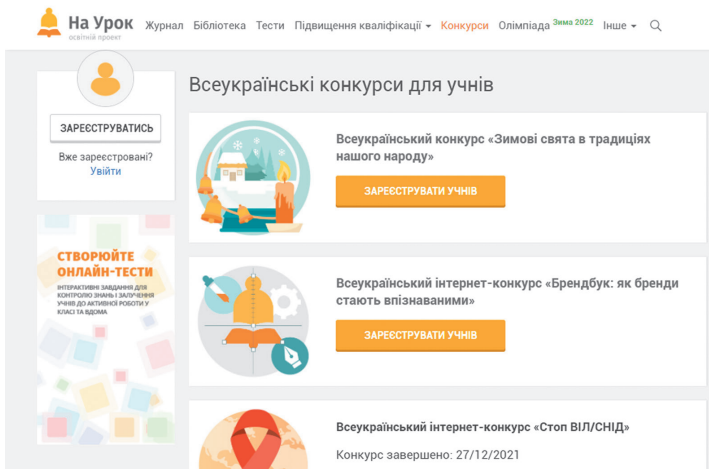 На Урок
освітній проект
Журнал Бібліотека Тести Підвищення кваліфікації Конкурси Олімпіада Зима 2022 Інше
ЗАРЕЄСТРУВАТИСЬ
Вже зареєстровані?
Увійти
СТВОРЮЙТЕ
ОНЛАЙН-ТЕСТИ
ІНТЕРАКТИВНІ ЗАВДАННЯ ДЛЯ
КОНТРОЛЮ ЗНАНЬ І ЗАЛУЧЕННЯ
УЧНІВ ДО АКТИВНОЇ РОБОТИ У
КЛАСІ ТА ВДОМА
Всеукраїнські конкурси для учнів
Всеукраїнський конкурс «Зимові свята в традиціях
нашого народу»
ЗАРЕЄСТРУВАТИ УЧНІВ
Всеукраїнський інтернет-конкурс «Брендбук: як бренди
стають впізнаваними»
ЗАРЕЄСТРУВАТИ УЧНІВ
Всеукраїнський інтернет-конкурс «Стоп ВІЛ/СНІД»
Конкурс завершено: 27/12/2021